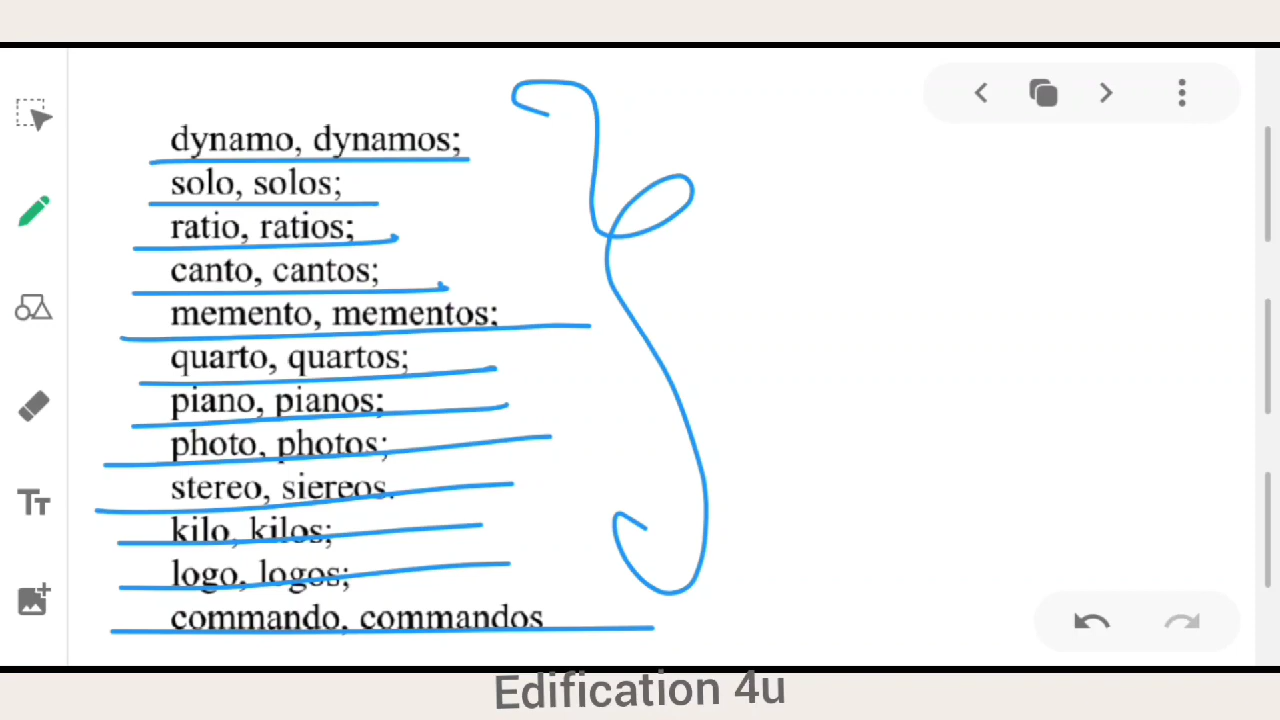 dynamo, dynamos;
solo, solos;
ratio, ratios;
canto, cantos;
memento, mementos;
quarto, quartos;
piano, pianos;
photo, photos;
stereo, siereos.
kilo, kilos;
logo, logos;
commando, commandos
Edification 4u